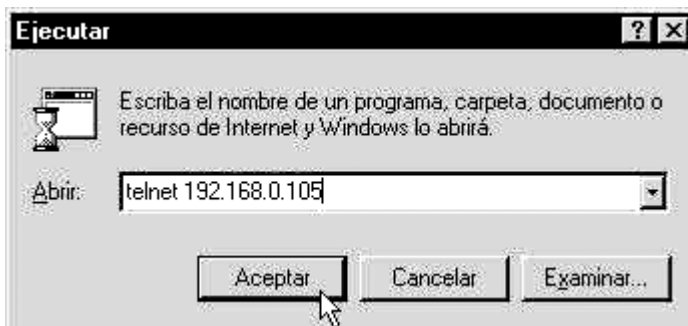 Ejecutar
Escriba el nombre de un programa, carpeta, documento o
recurso de Internet y Windows lo abrirá.
Abrir:
telnet 192.168.0.105
Aceptar
Cancelar
Examinar...